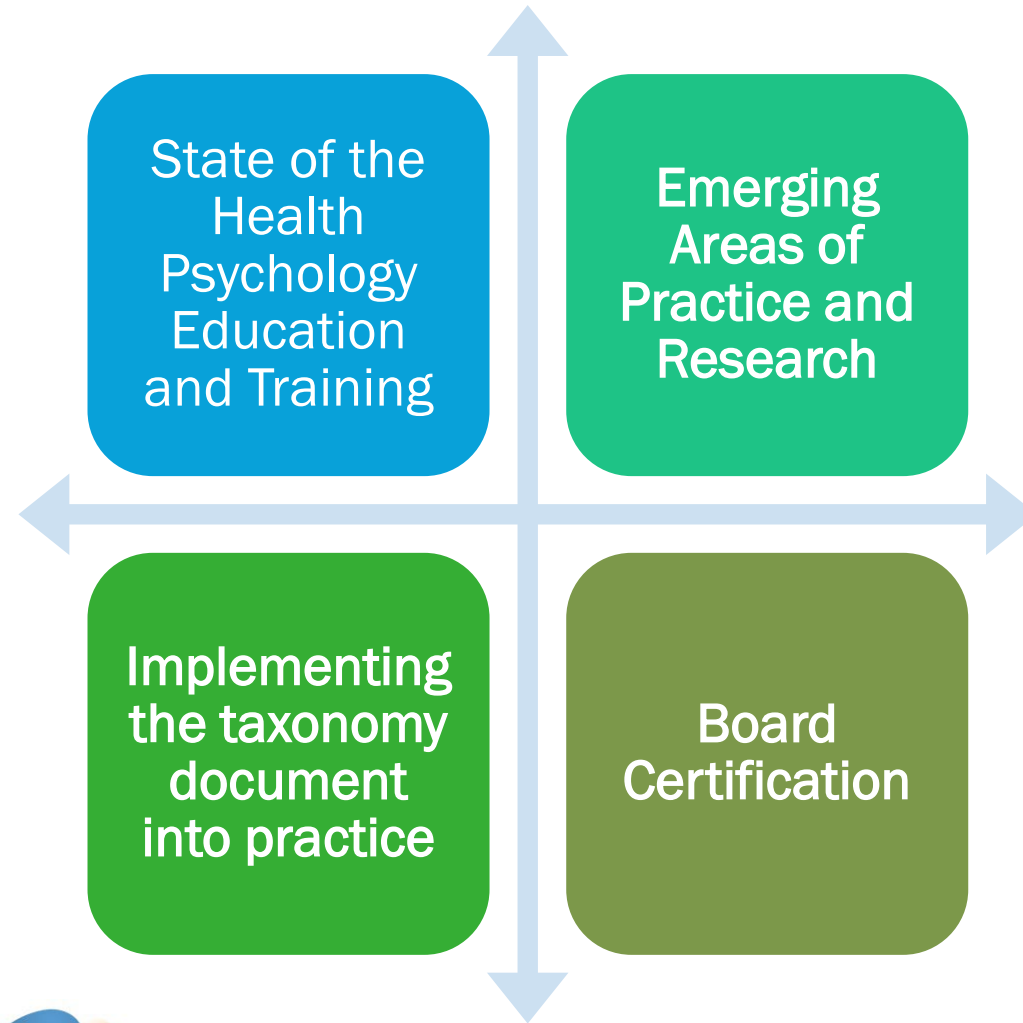 State of the
Health
Psychology
Education
and Training
Emerging
Areas of
Practice and
Research
Implementing
the taxonomy
document
into practice
Board
Certification